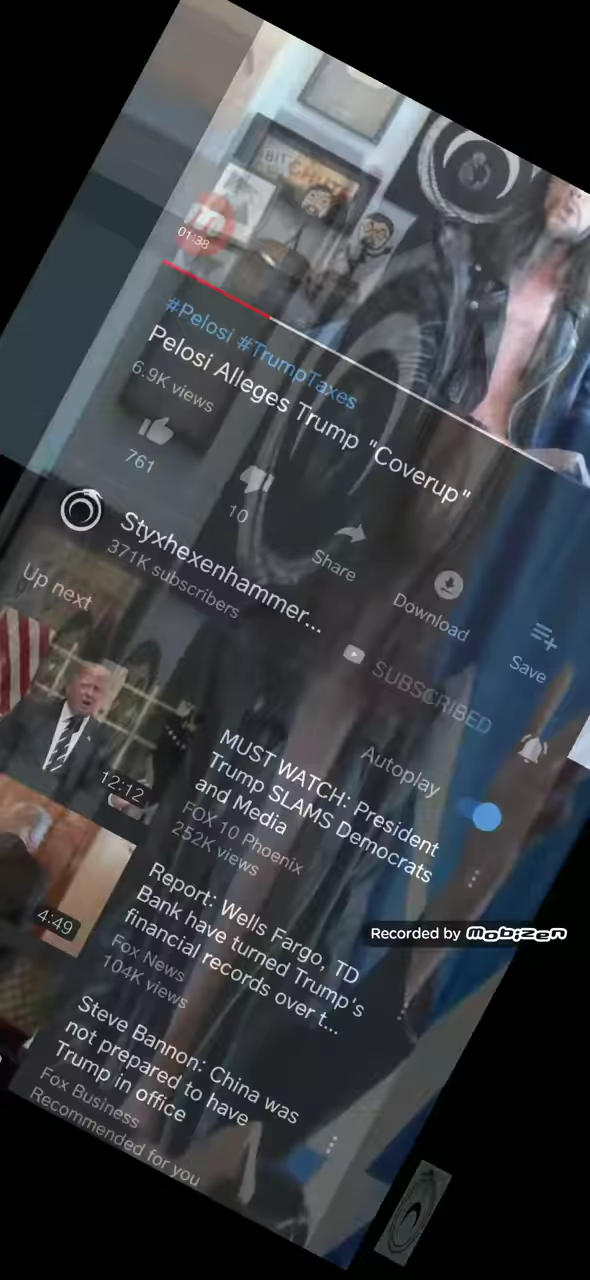 BITCHUTE
01:38
#Pelosi #TrumpTaxes
Pelosi Alleges Trump "Coverup"
6.9K views
761
10
Share
Download
Save
Styxhexenhammer...
371K subscribers
SUBSCRIBED
Up next
Autoplay
12:12
MUST WATCH: President
Trump SLAMS Democrats
and Media
FOX 10 Phoenix
252K views
4:49
Report: Wells Fargo, TD
Bank have turned Trump's
financial records over t...
Fox News
104K views
Recorded by Mobizen
Steve Bannon: China was
not prepared to have
Trump in office
Fox Business
Recommended for you